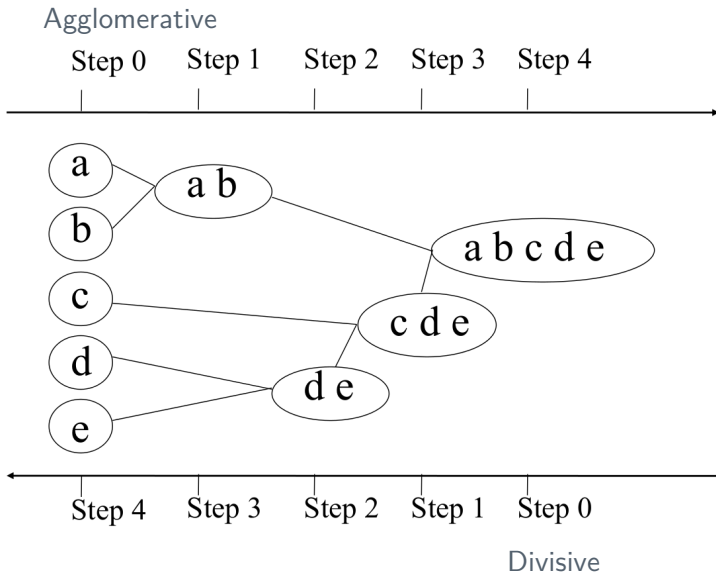 Agglomerative
Step 0 Step 1 Step 2 Step 3 Step 4
a
a b
b
a b c d e
c
c d e
d
d e
e
Step 4 Step 3 Step 2 Step 1 Step 0
Divisive